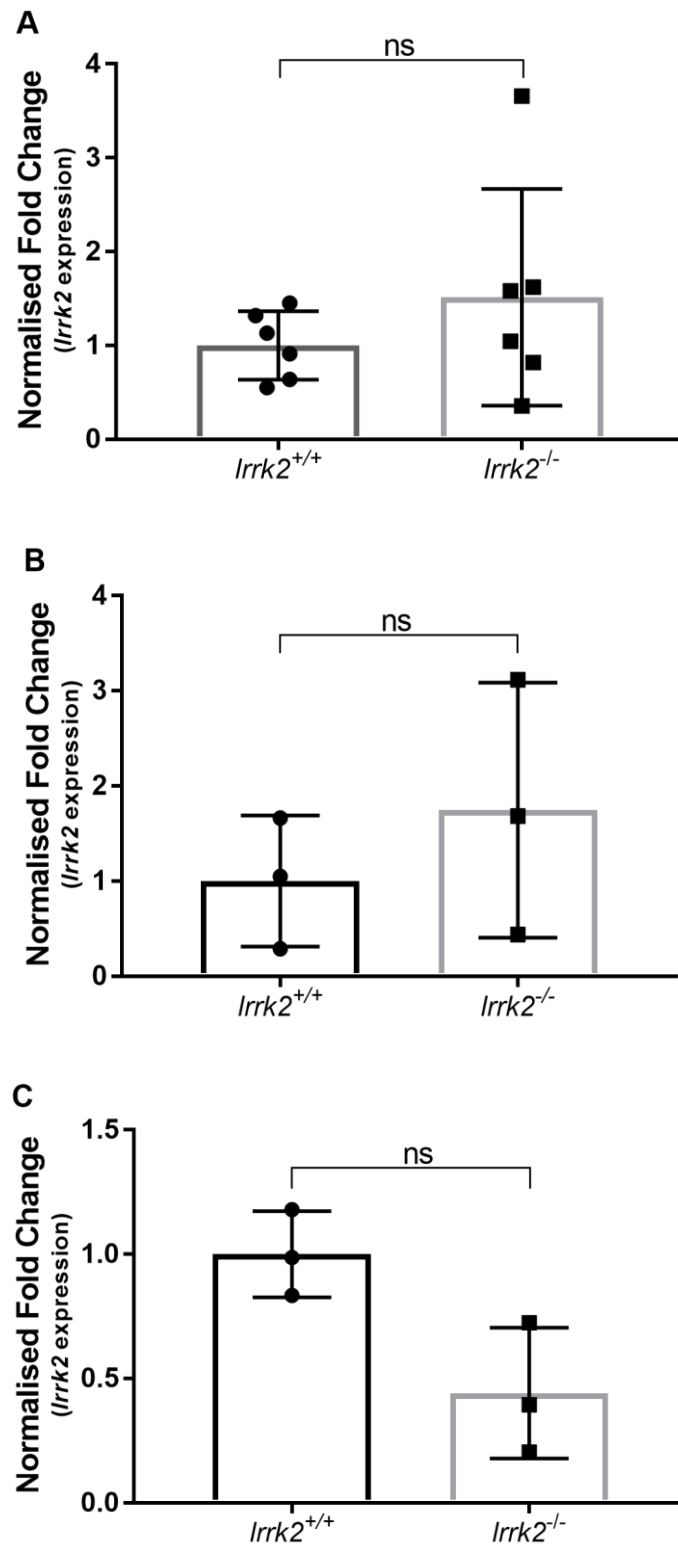 A
ns
Normalised Fold Change
(lrrk2 expression)
4
3
2
1
0
lrrk2+/+
lrrk2-/-
B
ns
Normalised Fold Change
(lrrk2 expression)
4
3
2
1
0
lrrk2+/+
lrrk2-/-
C
ns
Normalised Fold Change
(lrrk2 expression)
1.5
1.0
0.5
0.0
lrrk2+/+
lrrk2-/-